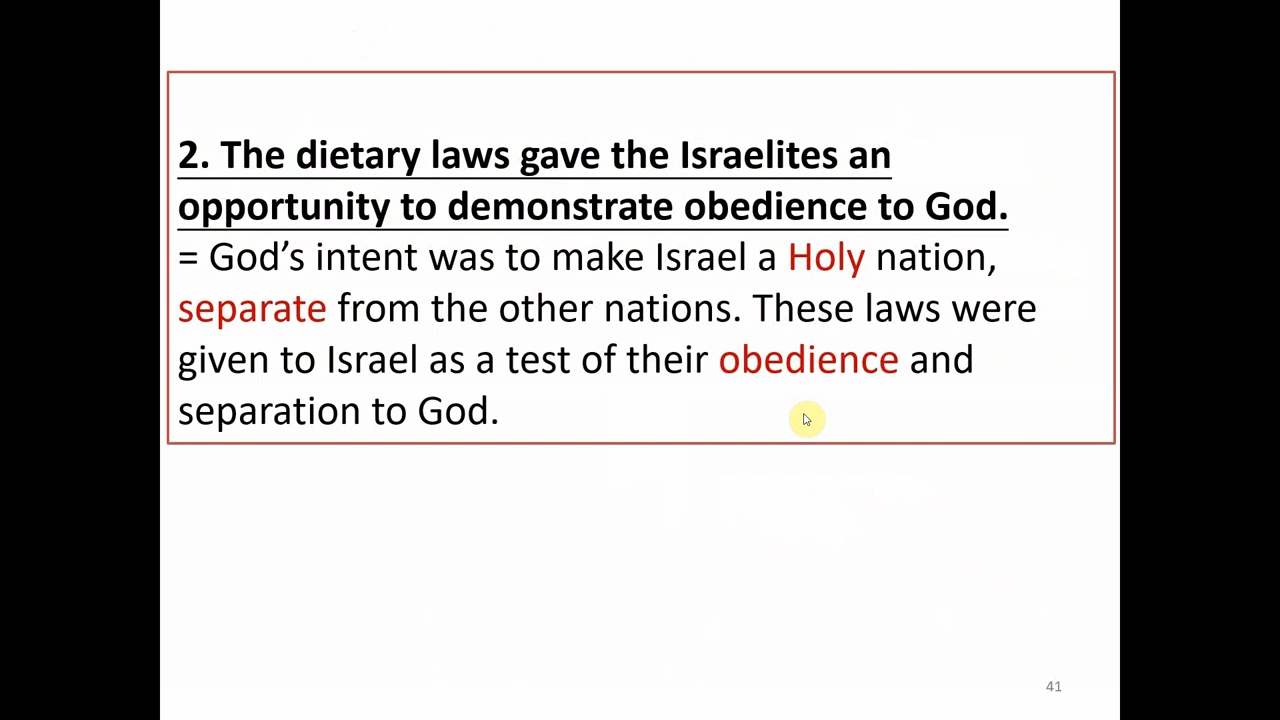 2. The dietary laws gave the Israelites an
opportunity to demonstrate obedience to God.
= God’s intent was to make Israel a Holy nation,
separate from the other nations. These laws were
given to Israel as a test of their obedience and
separation to God.
41